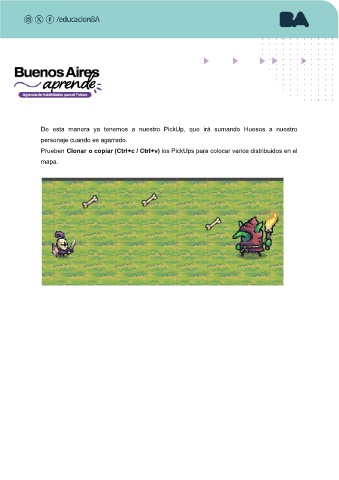 /educacionBA
BA
Buenos Aires
aprende
Agencia de Habilidades para el Futuro
De esta manera ya tenemos a nuestro PickUp, que irá sumando Huesos a nuestro
personaje cuando es agarrado.
Prueben Clonar o copiar (Ctrl+c / Ctrl+v) los PickUps para colocar varios distribuidos en el
mapa.